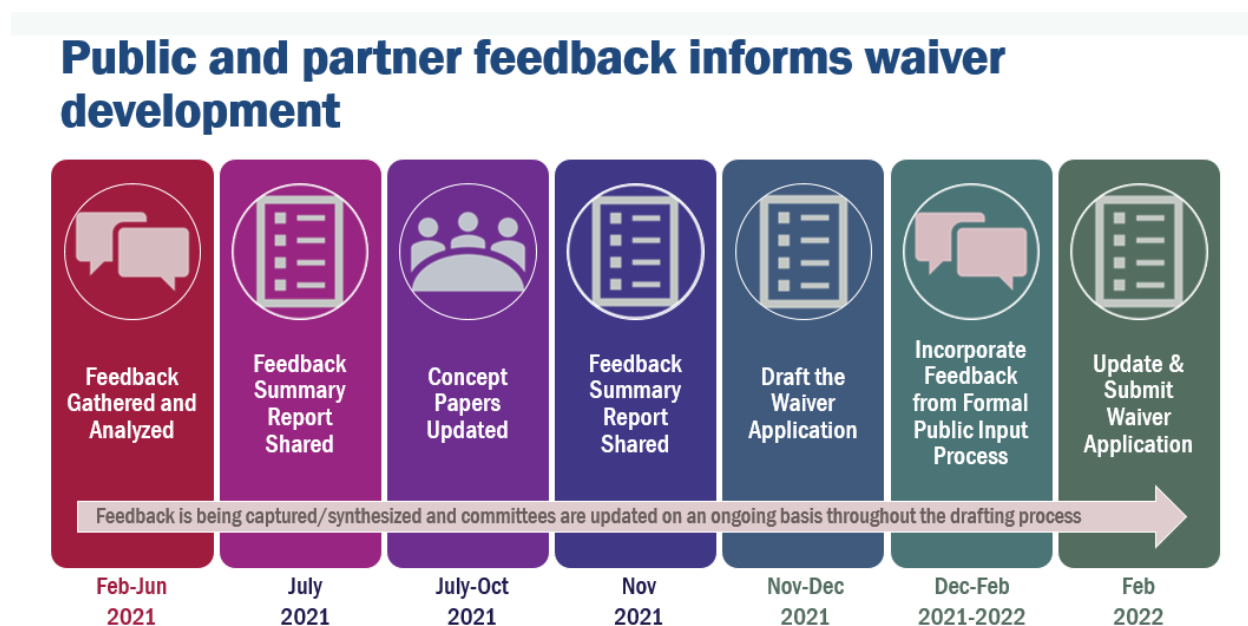 Public and partner feedback informs waiver
development
Feedback
Gathered and
Analyzed
Feedback
Summary
Report
Shared
Concept
Papers
Updated
Feedback
Summary
Report
Shared
Draft the
Waiver
Application
Incorporate
Feedback
from Formal
Public Input
Process
Update &
Submit
Waiver
Application
Feedback is being captured/synthesized and committees are updated on an ongoing basis throughout the drafting process
Feb-Jun
2021
July
2021
July-Oct
2021
Nov
2021
Nov-Dec
2021
Dec-Feb
2021-2022
Feb
2022